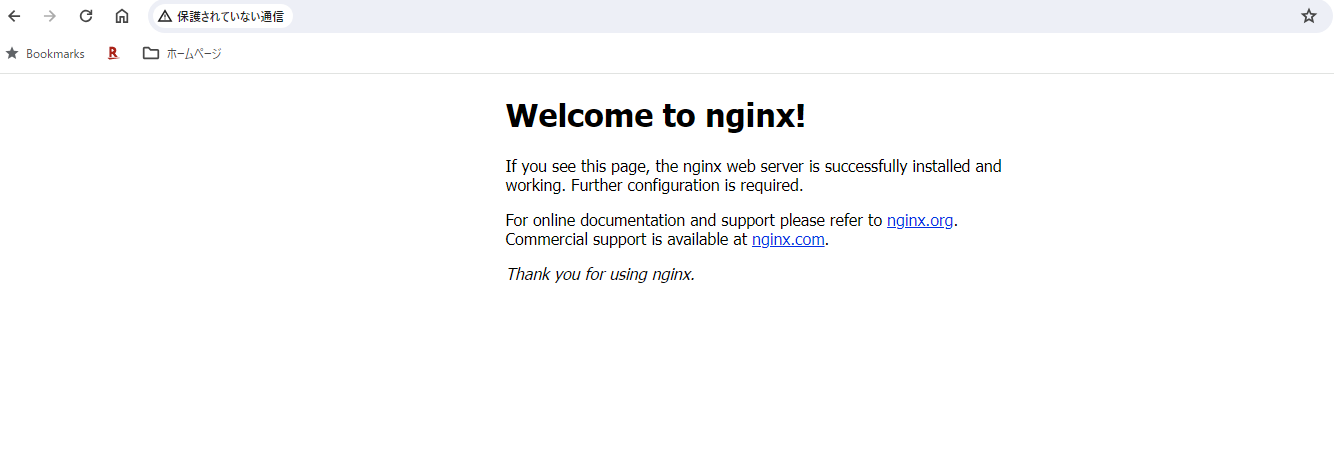 保護されていない通信
Bookmarks R ホームページ
Welcome to nginx!
If you see this page, the nginx web server is successfully installed and
working. Further configuration is required.
For online documentation and support please refer to nginx.org.
Commercial support is available at nginx.com.
Thank you for using nginx.